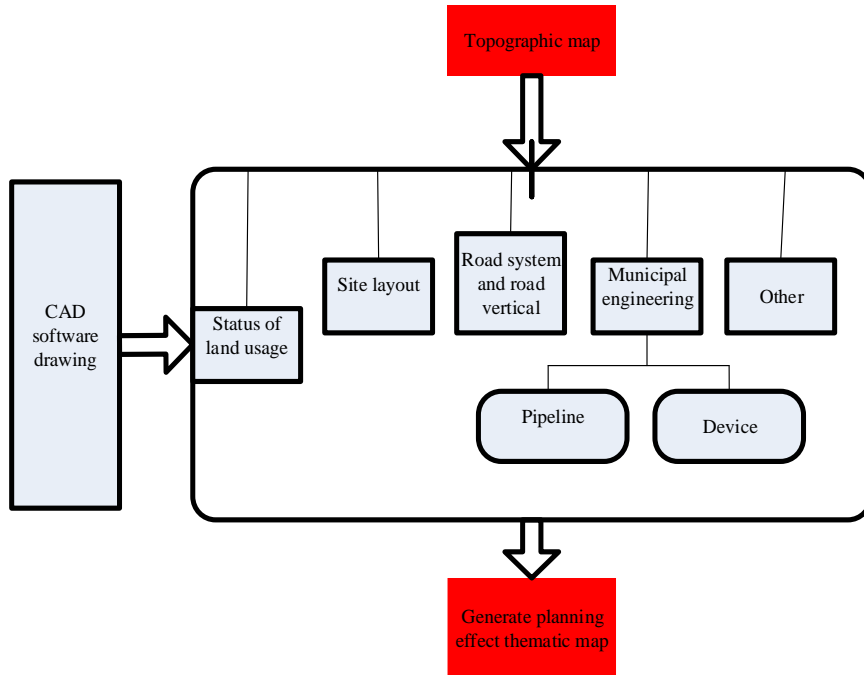 Topographic map
CAD
software
drawing
Status of
land usage
Site layout
Road system
and road
vertical
Municipal
engineering
Other
Pipeline
Device
Generate planning
effect thematic map